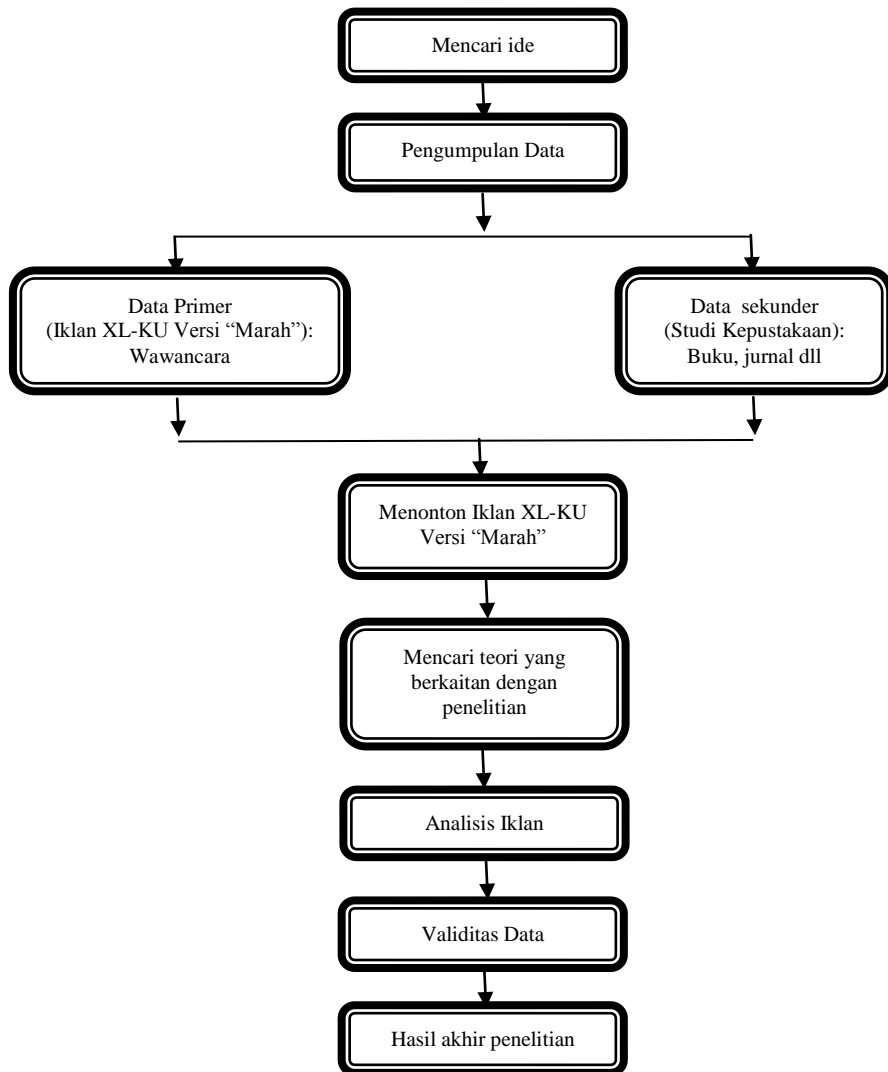 Mencari ide
Pengumpulan Data
Data Primer
(Iklan XL-KU Versi “Marah”):
Wawancara
Data sekunder
(Studi Kepustakaan):
Buku, jurnal dll
Menonton Iklan XL-KU
Versi “Marah”
Mencari teori yang
berkaitan dengan
penelitian
Analisis Iklan
Validitas Data
Hasil akhir penelitian